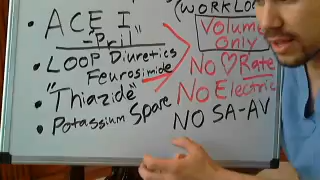 ACE I
"-Pril"
• LOOP Diuretics
Feurosimide
• "Thiazide"
• Potassium Spare
(WORKLO
Volume
Only
NO ♡ Rate
NO Electric
NO SA-AV